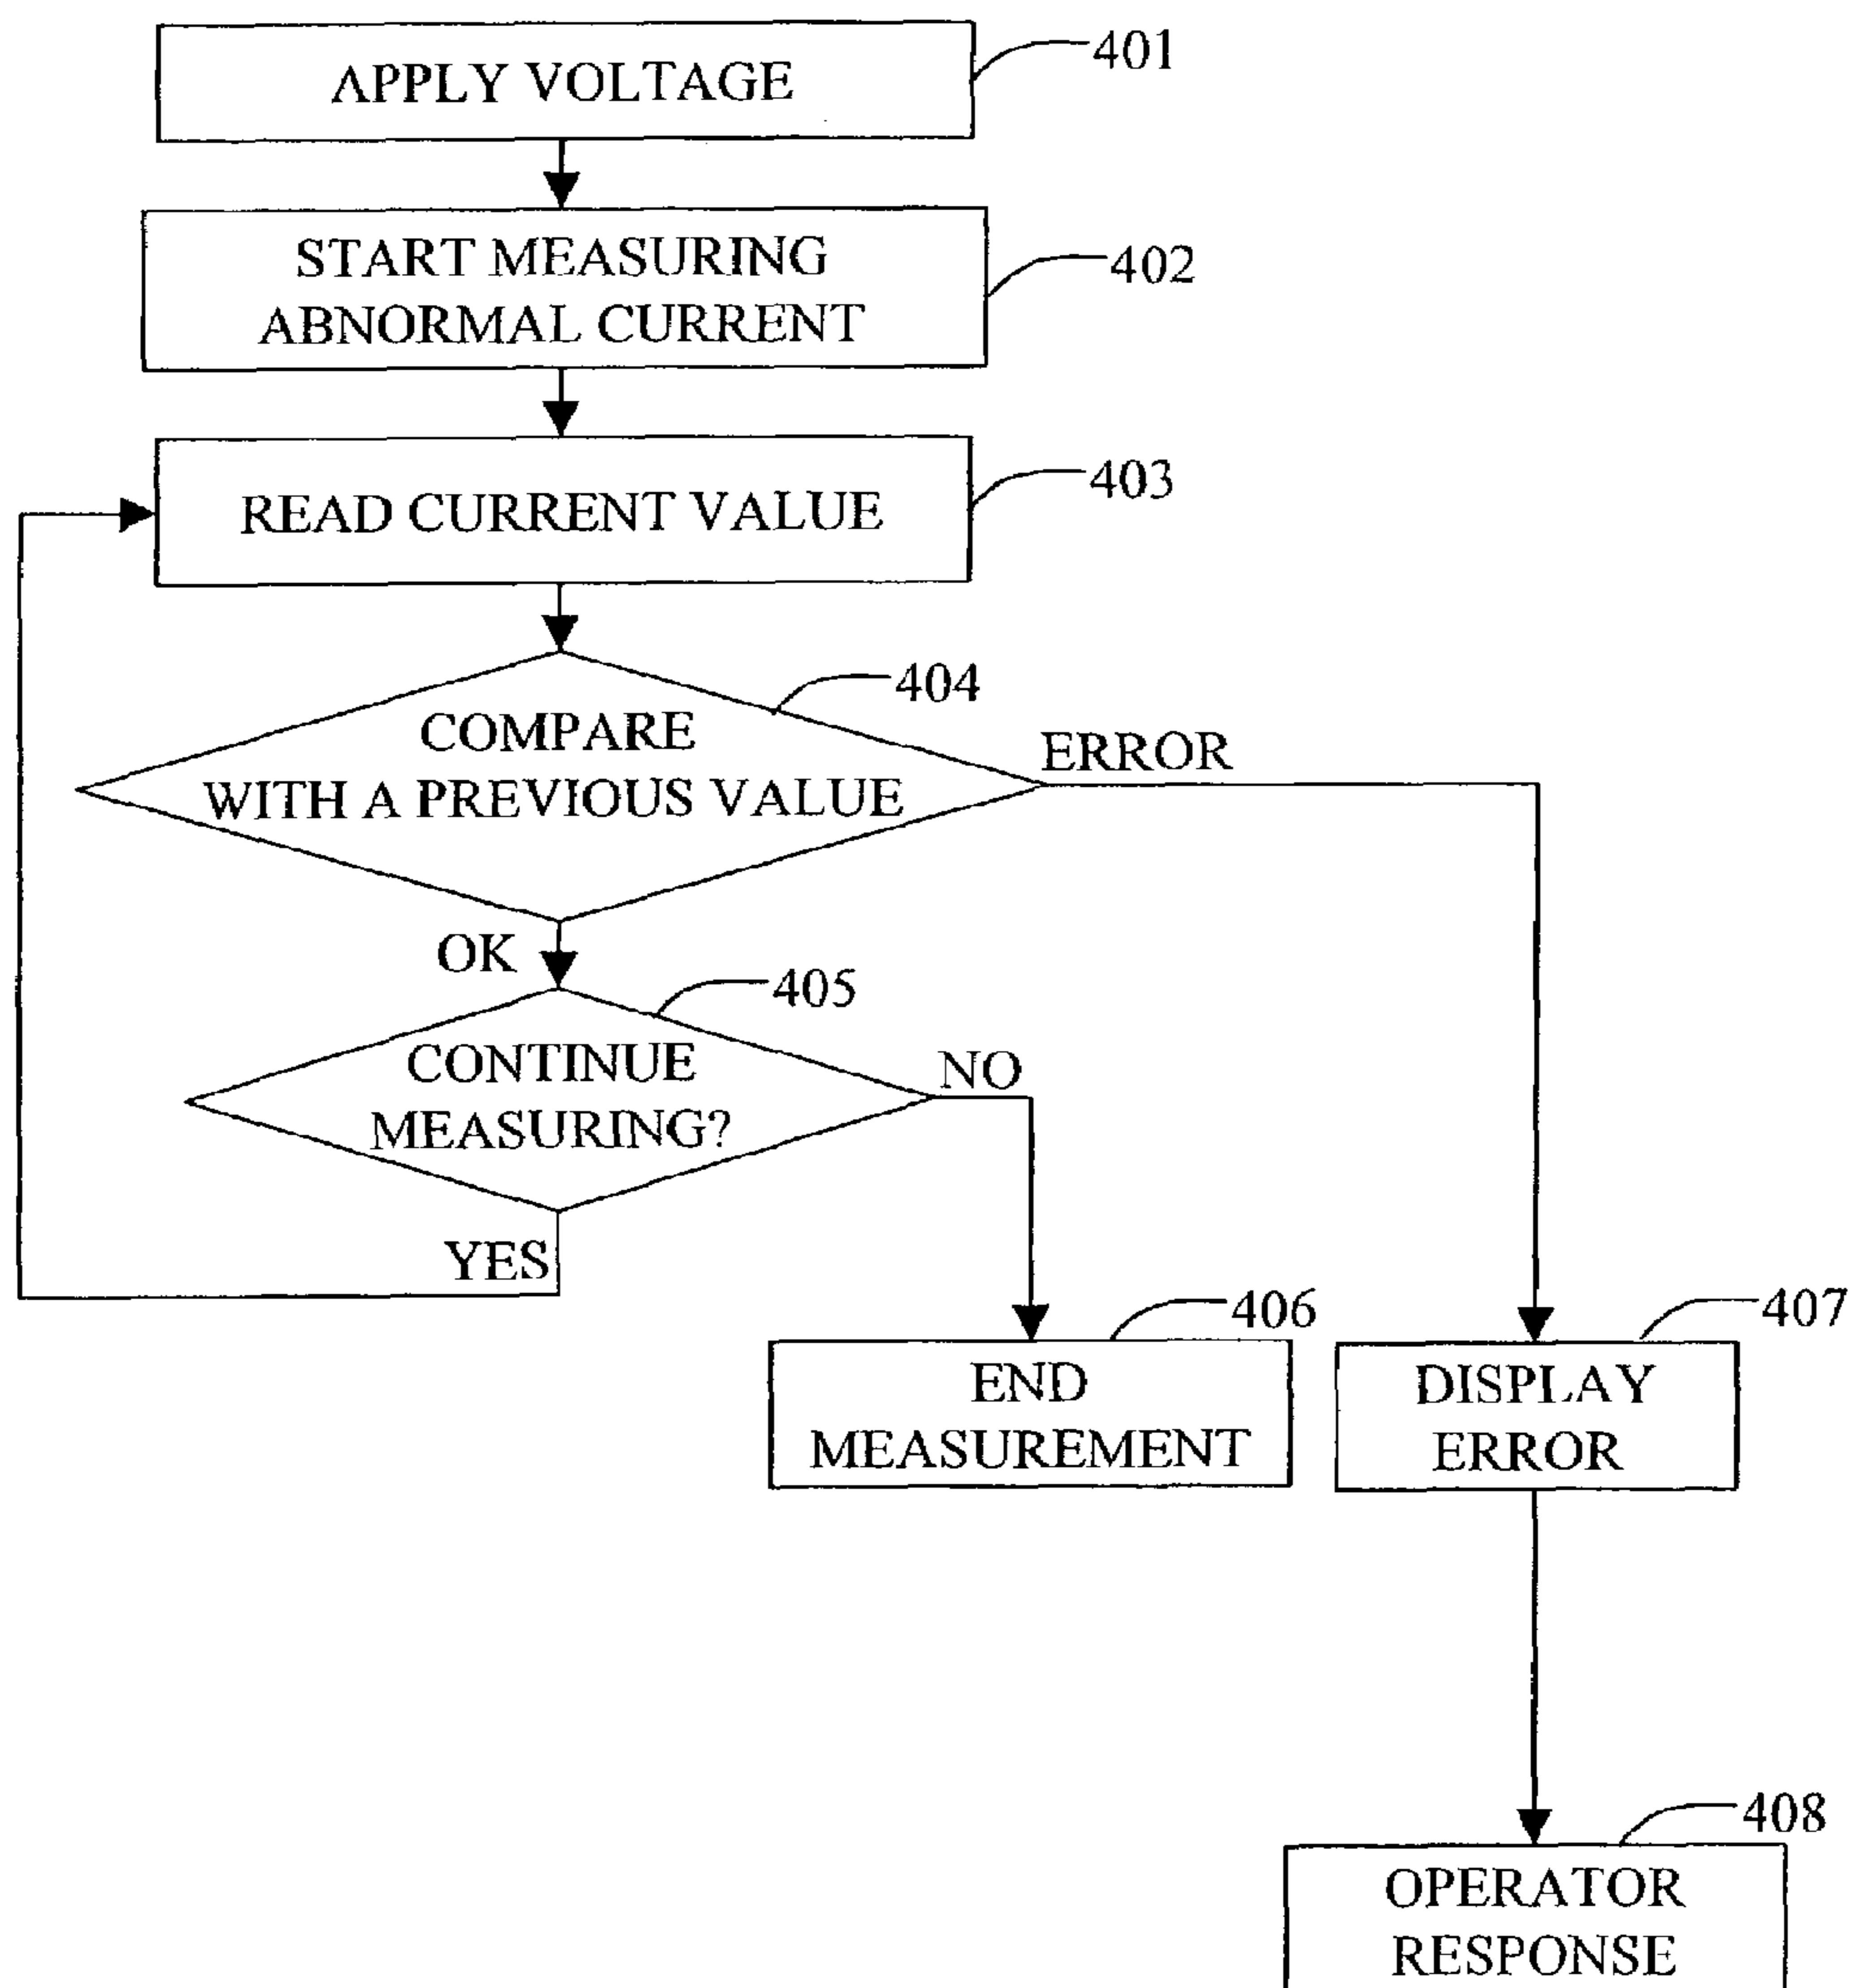 APPLY VOLTAGE
401
START MEASURING
ABNORMAL CURRENT
402
READ CURRENT VALUE
403
COMPARE
WITH A PREVIOUS VALUE
404
ERROR
OK
CONTINUE
MEASURING?
405
NO
YES
END
MEASUREMENT
406
DISPLAY
ERROR
407
OPERATOR
RESPONSE
408